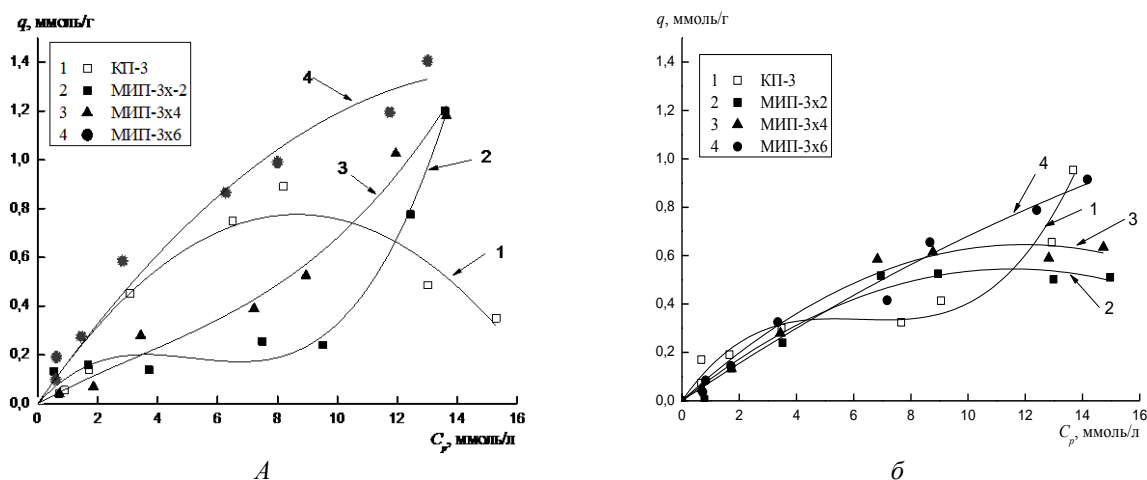 q, ммоль/г
1,4
1,2
1,0
0,8
0,6
0,4
0,2
0,0
1 КП-3
2 МИП-3х-2
3 МИП-3х4
4 МИП-3х6
4
3
2
1
0 2 4 6 8 10 12 14 16
Cр, ммоль/л
А
q, ммоль/г
1,4
1,2
1,0
0,8
0,6
0,4
0,2
0,0
1 КП-3
2 МИП-3х2
3 МИП-3х4
4 МИП-3х6
4
1
3
2
0 2 4 6 8 10 12 14 16
Cp, ммоль/л
б